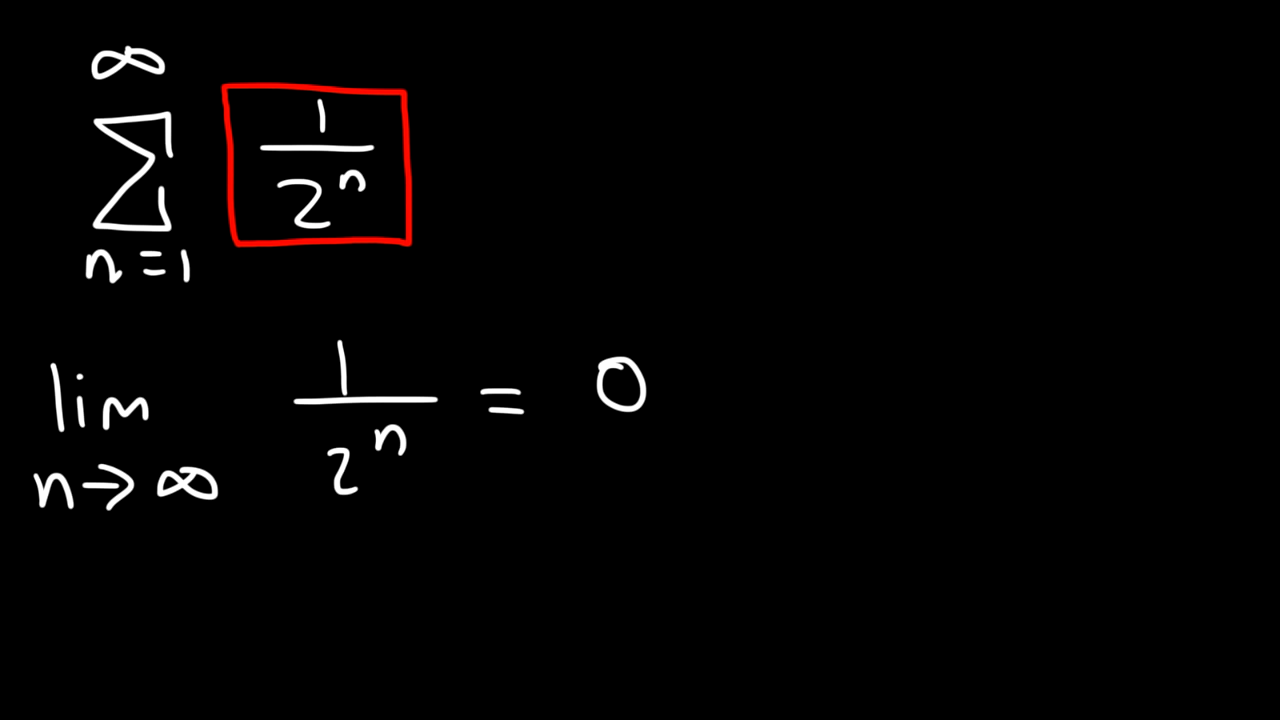 ∞
∑ 1/2ⁿ
n=1
lim 1/2ⁿ = 0
n→∞